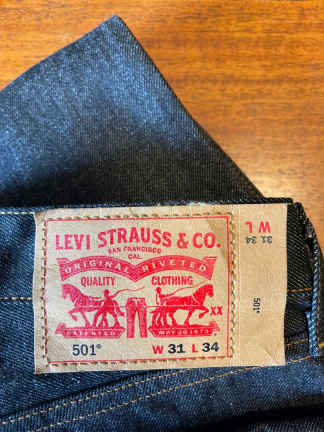 LEVI STRAUSS & CO.
SAN FRANCISCO
CAL.
ORIGINAL RIVETED
QUALITY CLOTHING
XX
PATENTED MAY 20 1873
501®
W 31 L 34
W L
31 34
501®